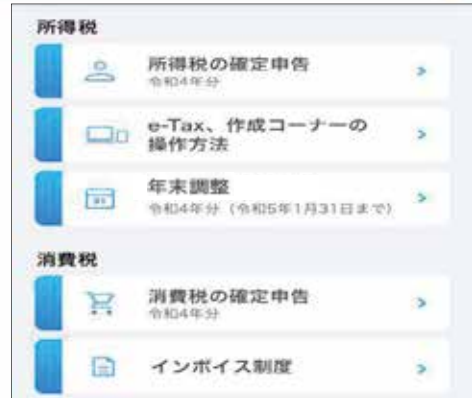 所得税
所得税の確定申告
令和4年分
e-Tax、作成コーナーの
操作方法
年末調整
令和4年分（令和5年1月31日まで）
消費税
消費税の確定申告
令和4年分
インボイス制度